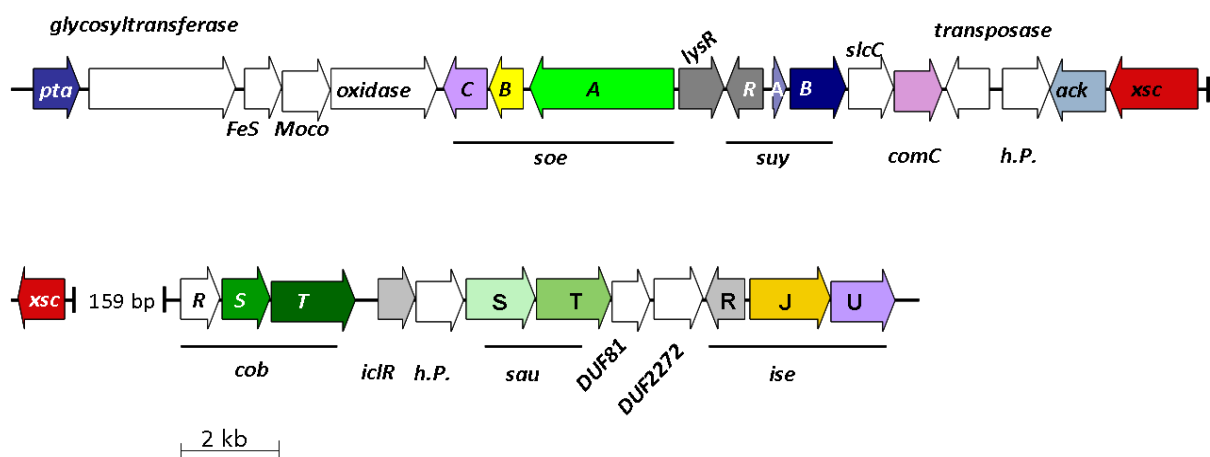 glycosyltransferase
lysR
slcC
transposase
pta
oxidase
C
B
A
R
A
B
ack
xsc
FeS
Moco
soe
suy
comC
h.P.
xsc
159 bp
R
S
T
S
T
R
J
U
cob
iclR
h.P.
sau
DUF81
DUF2272
ise
2 kb